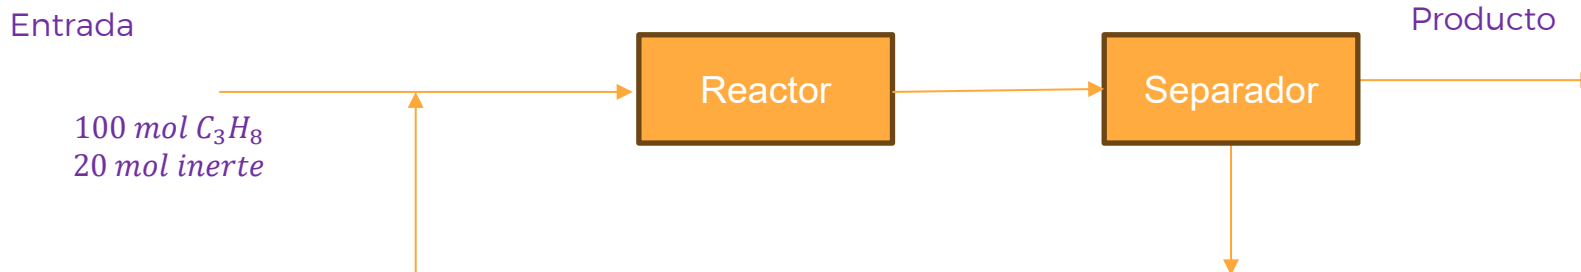 Entrada
Producto
Reactor
Separador
100 mol C₃H₈
20 mol inerte